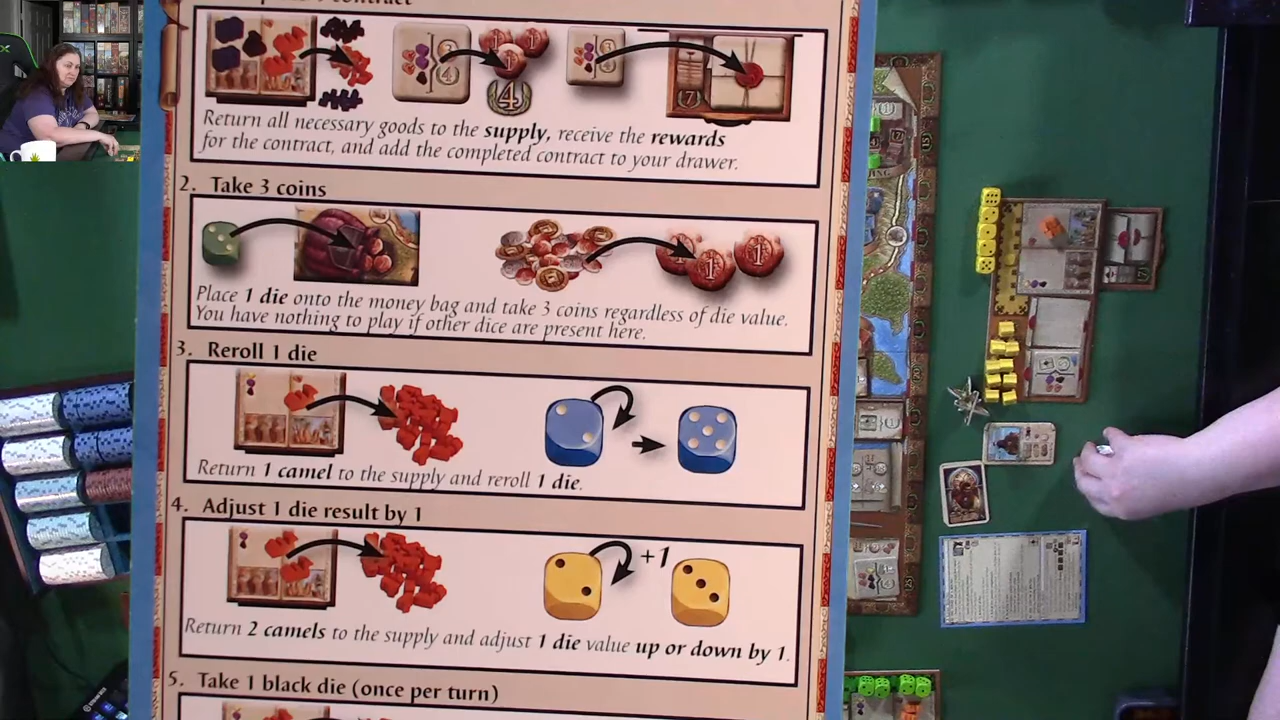 Return all necessary goods to the supply, receive the rewards
for the contract, and add the completed contract to your drawer.
2. Take 3 coins
Place 1 die onto the money bag and take 3 coins regardless of die value.
You have nothing to play if other dice are present here.
3. Reroll 1 die
Return 1 camel to the supply and reroll 1 die.
4. Adjust 1 die result by 1
+1
Return 2 camels to the supply and adjust 1 die value up or down by 1.
5. Take 1 black die (once per turn)